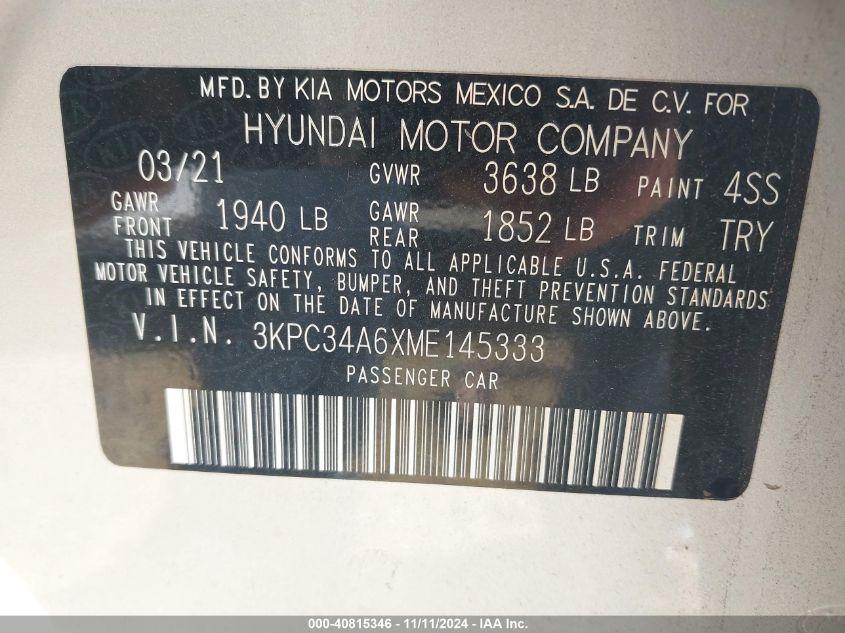 MFD. BY KIA MOTORS MEXICO S.A. DE C.V. FOR
HYUNDAI MOTOR COMPANY
03/21 GVWR 3638 LB PAINT 4SS
GAWR FRONT 1940 LB GAWR REAR 1852 LB TRIM TRY
THIS VEHICLE CONFORMS TO ALL APPLICABLE U.S.A. FEDERAL
MOTOR VEHICLE SAFETY, BUMPER, AND THEFT PREVENTION STANDARDS
IN EFFECT ON THE DATE OF MANUFACTURE SHOWN ABOVE.
V.I.N. 3KPC34A6XME145333
PASSENGER CAR
000-40815346 - 11/11/2024 - IAA Inc.